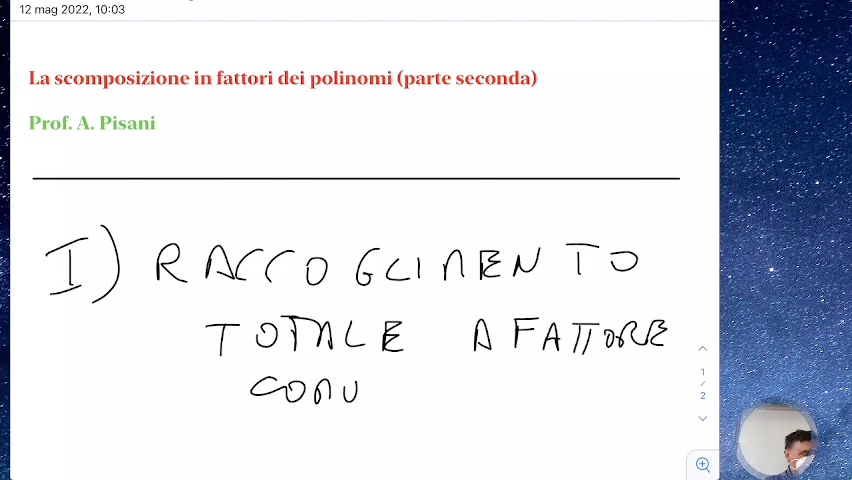 12 mag 2022, 10:03
La scomposizione in fattori dei polinomi (parte seconda)
Prof. A. Pisani
I) RACCOGLIMENTO
TOTALE A FATTORE
COMU
1
/
2